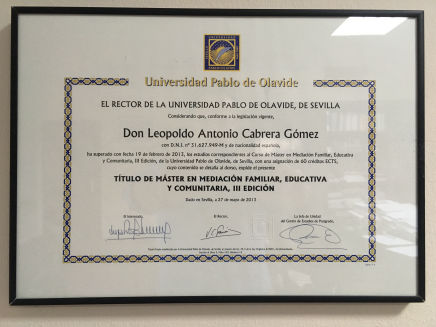 Universidad Pablo de Olavide
EL RECTOR DE LA UNIVERSIDAD PABLO DE OLAVIDE, DE SEVILLA
Considerando que, conforme a la legislación vigente,
Don Leopoldo Antonio Cabrera Gómez
con D.N.I. nº 31.627.949-M y de nacionalidad española,
ha superado con fecha 19 de febrero de 2013, los estudios correspondientes al Curso de Máster en Mediación Familiar, Educativa
y Comunitaria, III Edición, de la Universidad Pablo de Olavide, de Sevilla, con una asignación de 60 créditos ECTS,
cuyo contenido se detalla al dorso, expide el presente
TÍTULO DE MÁSTER EN MEDIACIÓN FAMILIAR, EDUCATIVA
Y COMUNITARIA, III EDICIÓN
Dado en Sevilla, a 27 de mayo de 2013
El Interesado, El Rector, La Jefa de Unidad
del Centro de Estudios de Postgrado,